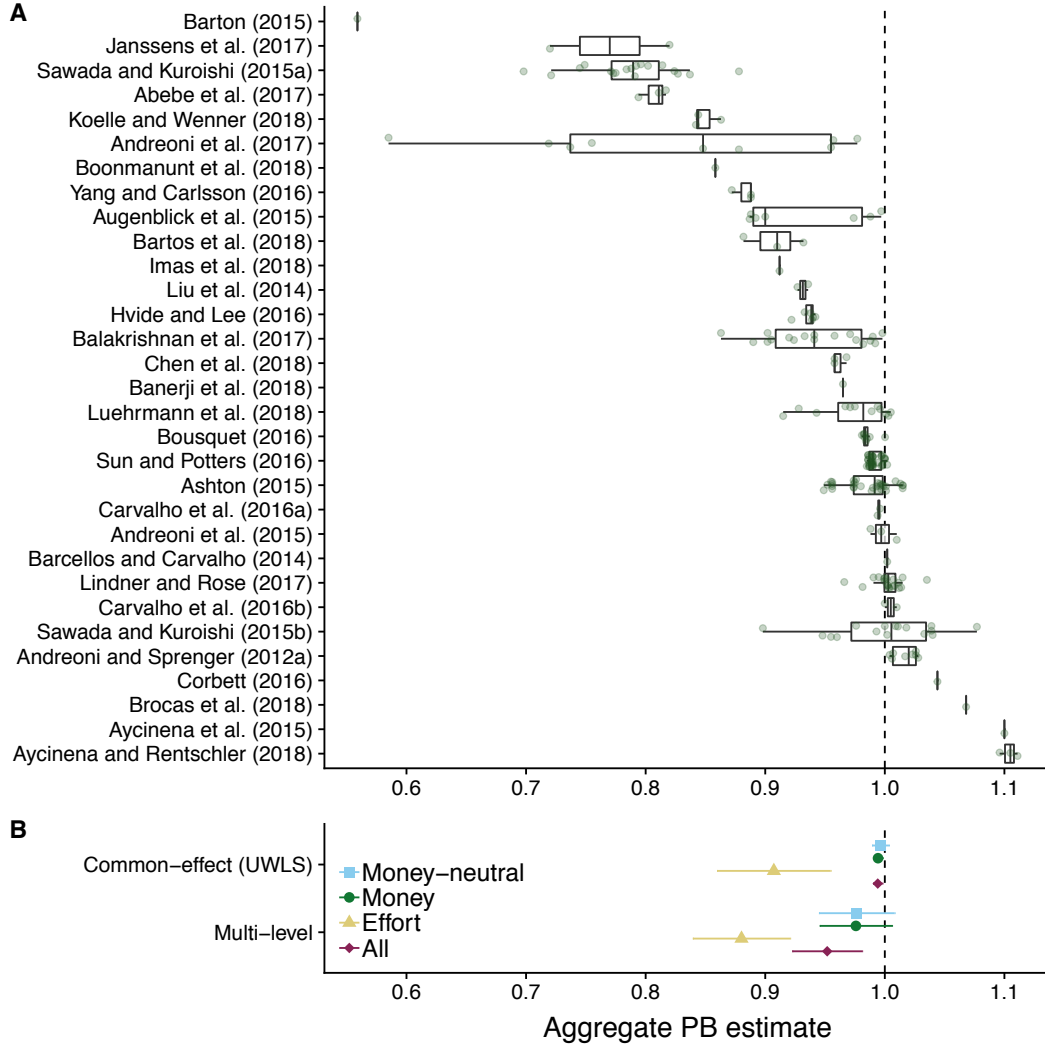 A
Barton (2015)
Janssens et al. (2017)
Sawada and Kuroishi (2015a)
Abebe et al. (2017)
Koelle and Wenner (2018)
Andreoni et al. (2017)
Boonmanunt et al. (2018)
Yang and Carlsson (2016)
Augenblick et al. (2015)
Bartos et al. (2018)
Imas et al. (2018)
Liu et al. (2014)
Hvide and Lee (2016)
Balakrishnan et al. (2017)
Chen et al. (2018)
Banerji et al. (2018)
Luehrmann et al. (2018)
Bousquet (2016)
Sun and Potters (2016)
Ashton (2015)
Carvalho et al. (2016a)
Andreoni et al. (2015)
Barcellos and Carvalho (2014)
Lindner and Rose (2017)
Carvalho et al. (2016b)
Sawada and Kuroishi (2015b)
Andreoni and Sprenger (2012a)
Corbett (2016)
Brocas et al. (2018)
Aycinena et al. (2015)
Aycinena and Rentschler (2018)
0.6 0.7 0.8 0.9 1.0 1.1
B
Common−effect (UWLS)
Multi−level
Money−neutral
Money
Effort
All
0.6 0.7 0.8 0.9 1.0 1.1
Aggregate PB estimate